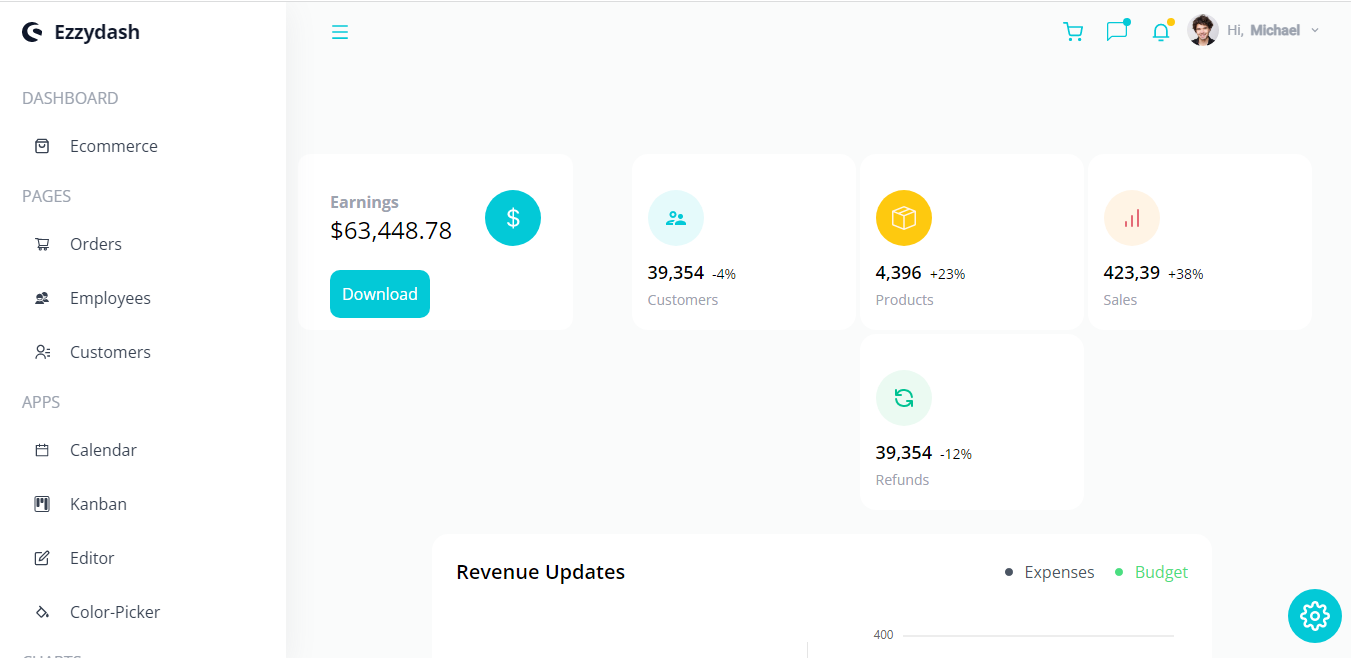 Ezzydash
Hi, Michael
DASHBOARD
Ecommerce
PAGES
Orders
Employees
Customers
APPS
Calendar
Kanban
Editor
Color-Picker
CHARTS
Earnings
$63,448.78
$
Download
39,354 -4%
Customers
4,396 +23%
Products
423,39 +38%
Sales
39,354 -12%
Refunds
Revenue Updates
Expenses
Budget
400